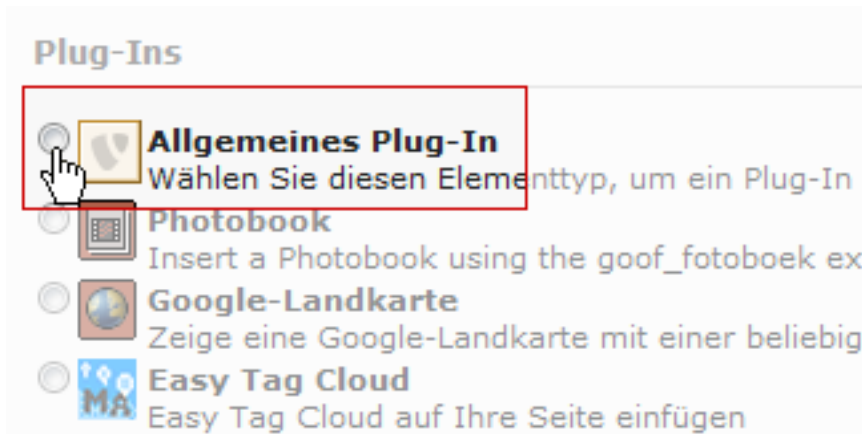 Plug-Ins
Allgemeines Plug-In
Wählen Sie diesen Elementtyp, um ein Plug-In
Photobook
Insert a Photobook using the goof_fotoboek ex
Google-Landkarte
Zeige eine Google-Landkarte mit einer beliebig
Easy Tag Cloud
MA
Easy Tag Cloud auf Ihre Seite einfügen